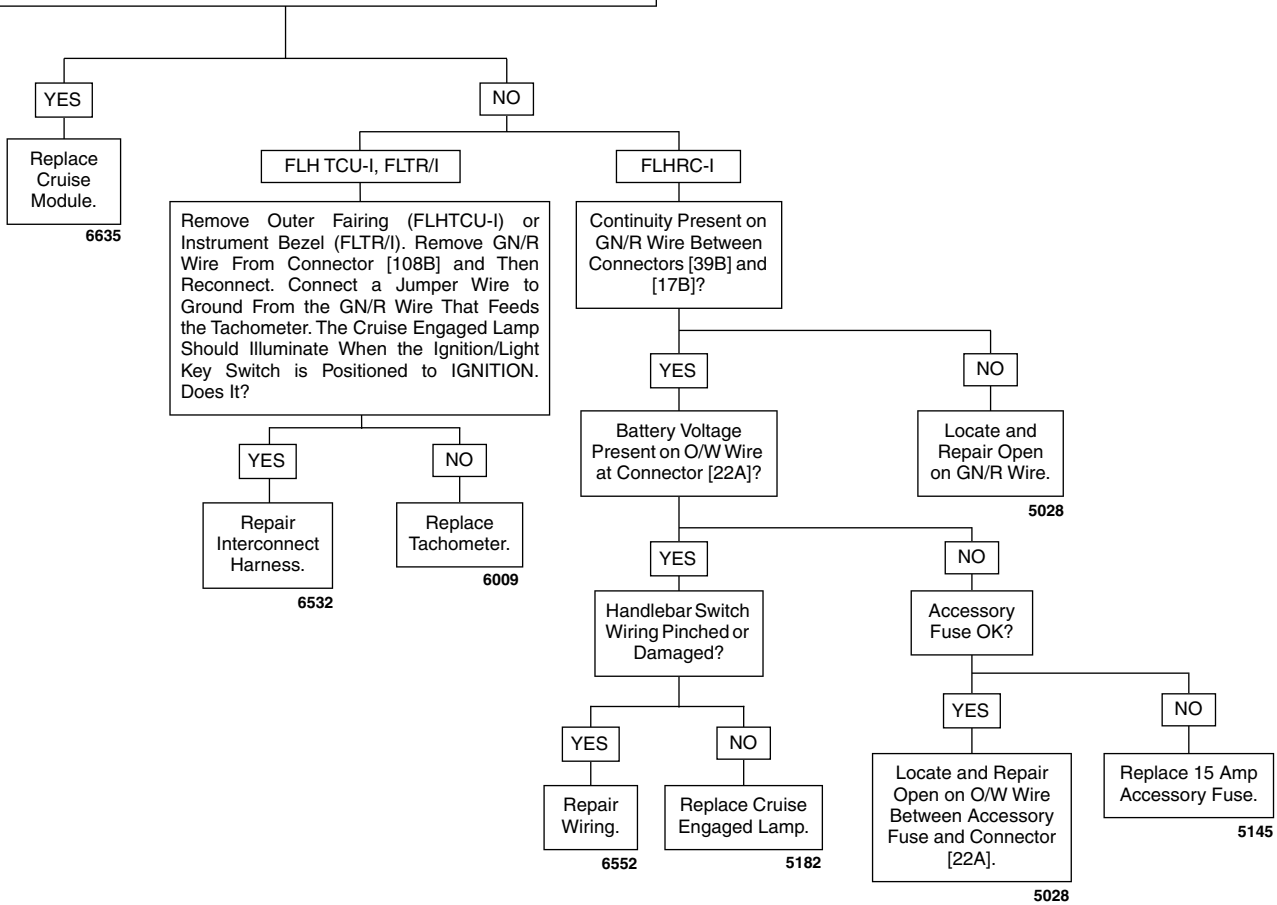 YES
NO
Replace
Cruise
Module.
6635
FLH TCU-I, FLTR/I
FLHRC-I
Remove Outer Fairing (FLHTCU-I) or
Instrument Bezel (FLTR/I). Remove GN/R
Wire From Connector [108B] and Then
Reconnect. Connect a Jumper Wire to
Ground From the GN/R Wire That Feeds
the Tachometer. The Cruise Engaged Lamp
Should Illuminate When the Ignition/Light
Key Switch is Positioned to IGNITION.
Does It?
Continuity Present on
GN/R Wire Between
Connectors [39B] and
[17B]?
YES
NO
Repair
Interconnect
Harness.
6532
Replace
Tachometer.
6009
YES
NO
Battery Voltage
Present on O/W Wire
at Connector [22A]?
Locate and
Repair Open
on GN/R Wire.
5028
YES
NO
Handlebar Switch
Wiring Pinched or
Damaged?
Accessory
Fuse OK?
YES
NO
Repair
Wiring.
6552
Replace Cruise
Engaged Lamp.
5182
YES
NO
Locate and Repair
Open on O/W Wire
Between Accessory
Fuse and Connector
[22A].
5028
Replace 15 Amp
Accessory Fuse.
5145